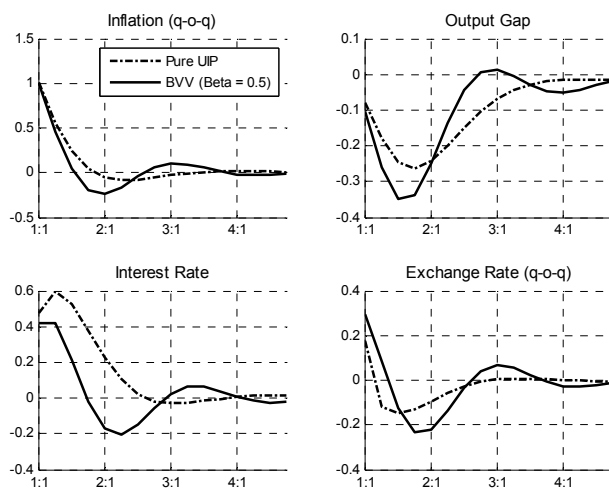 Inflation (q-o-q)
1.5
1
0.5
0
-0.5
1:1 2:1 3:1 4:1
Pure UIP
BVV (Beta = 0.5)
Output Gap
0.1
0
-0.1
-0.2
-0.3
-0.4
1:1 2:1 3:1 4:1
Interest Rate
0.6
0.4
0.2
0
-0.2
-0.4
1:1 2:1 3:1 4:1
Exchange Rate (q-o-q)
0.4
0.2
0
-0.2
-0.4
1:1 2:1 3:1 4:1